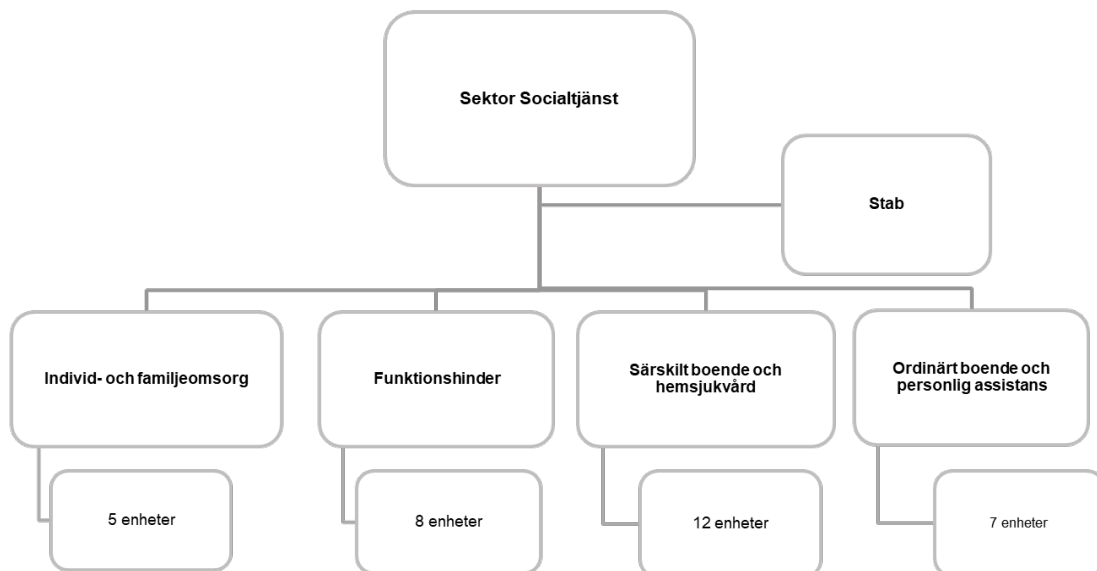 Sektor Socialtjänst
Stab
Individ- och familjeomsorg
Funktionshinder
Särskilt boende och
hemsjukvård
Ordinärt boende och
personlig assistans
5 enheter
8 enheter
12 enheter
7 enheter